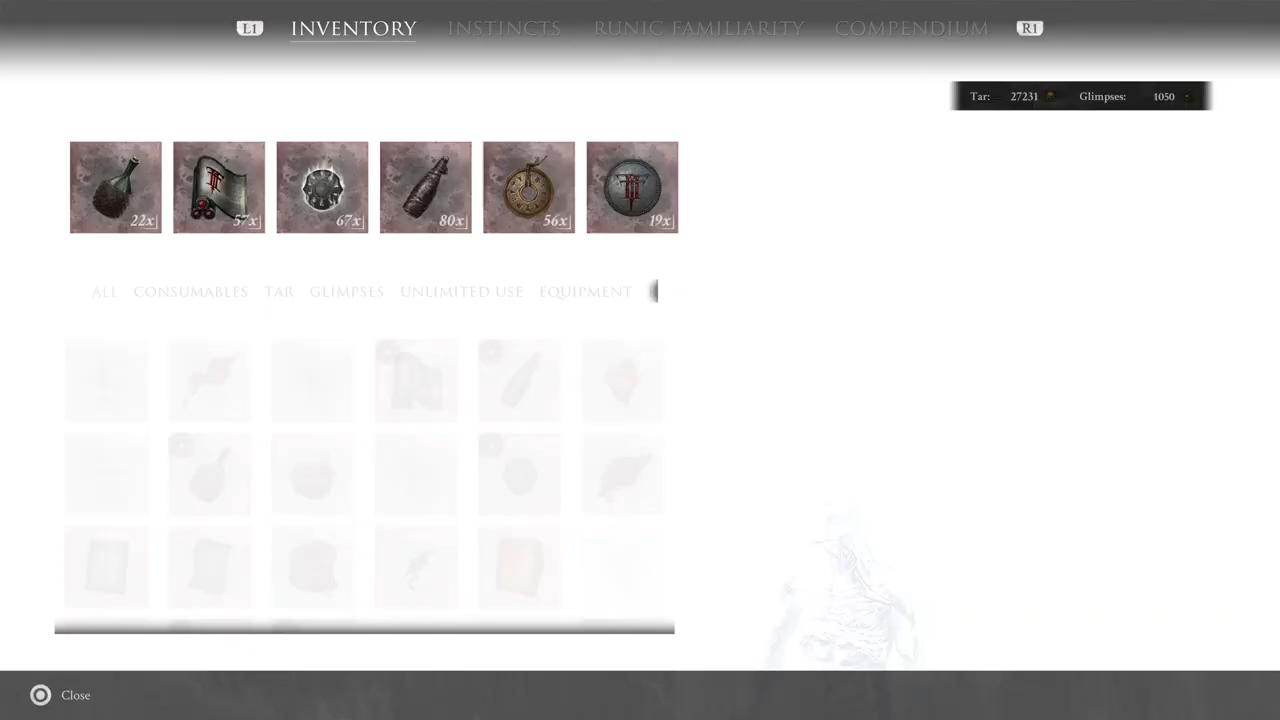 L1 INVENTORY INSTINCTS RUNIC FAMILIARITY COMPENDIUM R1
Tar: 27231 Glimpses: 1050
22x 57x 67x 80x 56x 19x
ALL CONSUMABLES TAR GLIMPSES UNLIMITED USE EQUIPMENT
Close